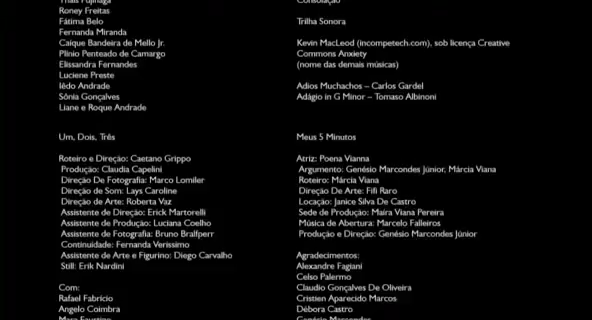 Roney Freitas
Fátima Belo
Fernanda Miranda
Caíque Bandeira de Mello Jr.
Plínio Penteado de Camargo
Elissandra Fernandes
Luciene Preste
Iêdo Andrade
Sônia Gonçalves
Liane e Roque Andrade
Um, Dois, Três
Roteiro e Direção: Caetano Grippo
Produção: Claudia Capelini
Direção De Fotografia: Marco Lomiler
Direção de Som: Lays Caroline
Direção de Arte: Roberta Vaz
Assistente de Direção: Erick Martorelli
Assistente de Produção: Luciana Coelho
Assistente de Fotografia: Bruno Bralfperr
Continuidade: Fernanda Verissimo
Assistente de Arte e Figurino: Diego Carvalho
Still: Erik Nardini
Com:
Rafael Fabrício
Angelo Coimbra
Consolação
Trilha Sonora
Kevin MacLeod (incompetech.com), sob licença Creative
Commons Anxiety
(nome das demais músicas)
Adios Muchachos – Carlos Gardel
Adágio in G Minor – Tomaso Albinoni
Meus 5 Minutos
Atriz: Poena Vianna
Argumento: Genésio Marcondes Júnior, Márcia Viana
Roteiro: Márcia Viana
Direção De Arte: Fifi Raro
Locação: Janice Silva De Castro
Sede de Produção: Maíra Viana Pereira
Música de Abertura: Marcelo Falleiros
Produção e Direção: Genésio Marcondes Júnior
Agradecimentos:
Alexandre Fagiani
Celso Palermo
Claudio Gonçalves De Oliveira
Cristien Aparecido Marcos
Débora Castro